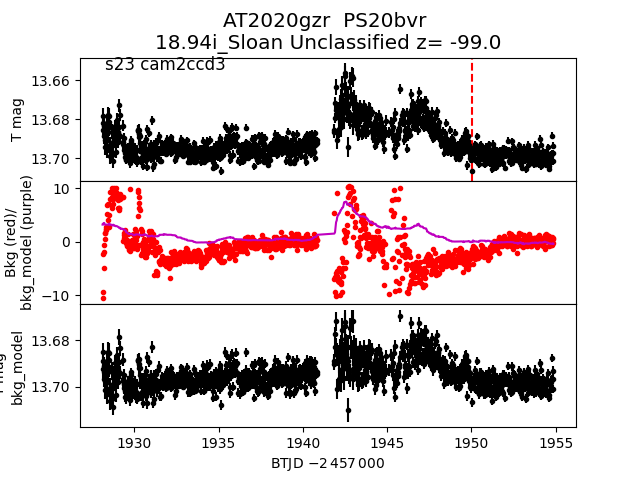 AT2020gzr PS20bvr
18.94i_Sloan Unclassified z= -99.0
s23 cam2ccd3
T mag
13.66
13.68
13.70
Bkg (red)/
bkg_model (purple)
10
0
−10
bkg_model
13.68
13.70
1930
1935
1940
1945
1950
1955
BTJD −2 457 000